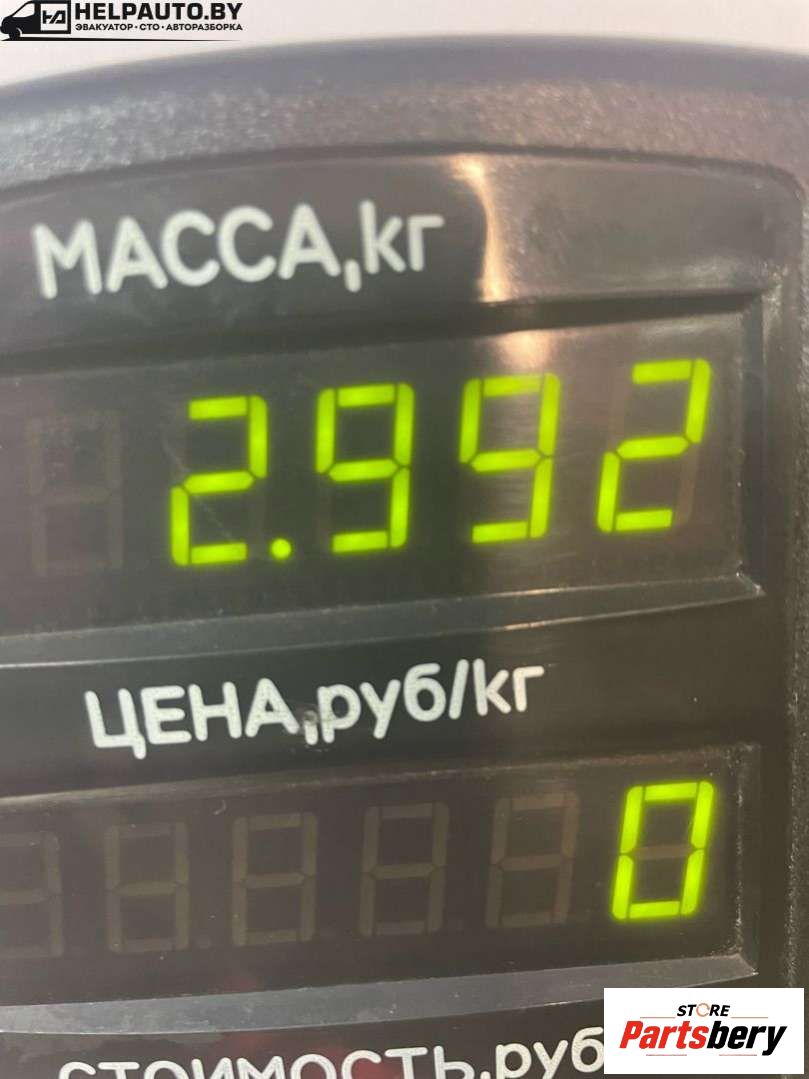 HELPAUTO.BY
ЭВАКУАТОР · СТО · АВТОРАЗБОРКА
МАССА,кг
2.992
ЦЕНА,руб/кг
0
СТОИМОСТЬ,руб
STORE
Partsbery